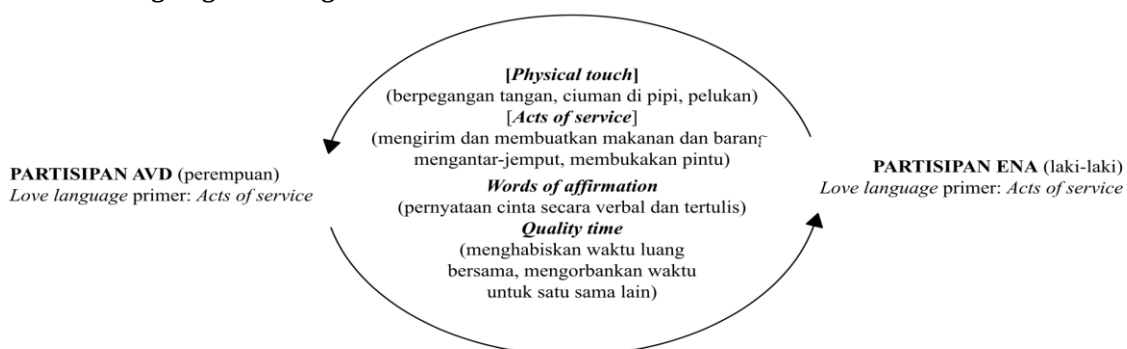 [Physical touch]
(berpegangan tangan, ciuman di pipi, pelukan)
[Acts of service]
(mengirim dan membuatkan makanan dan barang
mengantar-jemput, membukakan pintu)
PARTISIPAN AVD (perempuan)
Love language primer: Acts of service
Words of affirmation
(pernyataan cinta secara verbal dan tertulis)
Quality time
(menghabiskan waktu luang
bersama, mengorbankan waktu
untuk satu sama lain)
PARTISIPAN ENA (laki-laki)
Love language primer: Acts of service